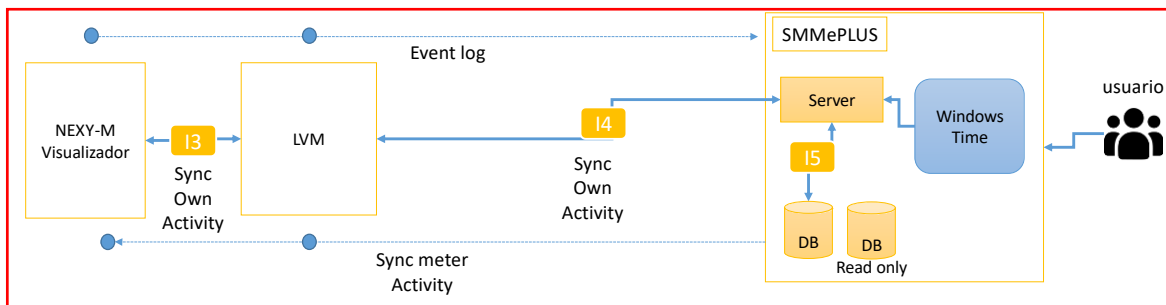 SMMePLUS
Event log
usuario
NEXY-M
Visualizador
I3
LVM
I4
Server
Windows
Time
Sync
Own
Activity
Sync
Own
Activity
I5
DB
DB
Read only
Sync meter
Activity